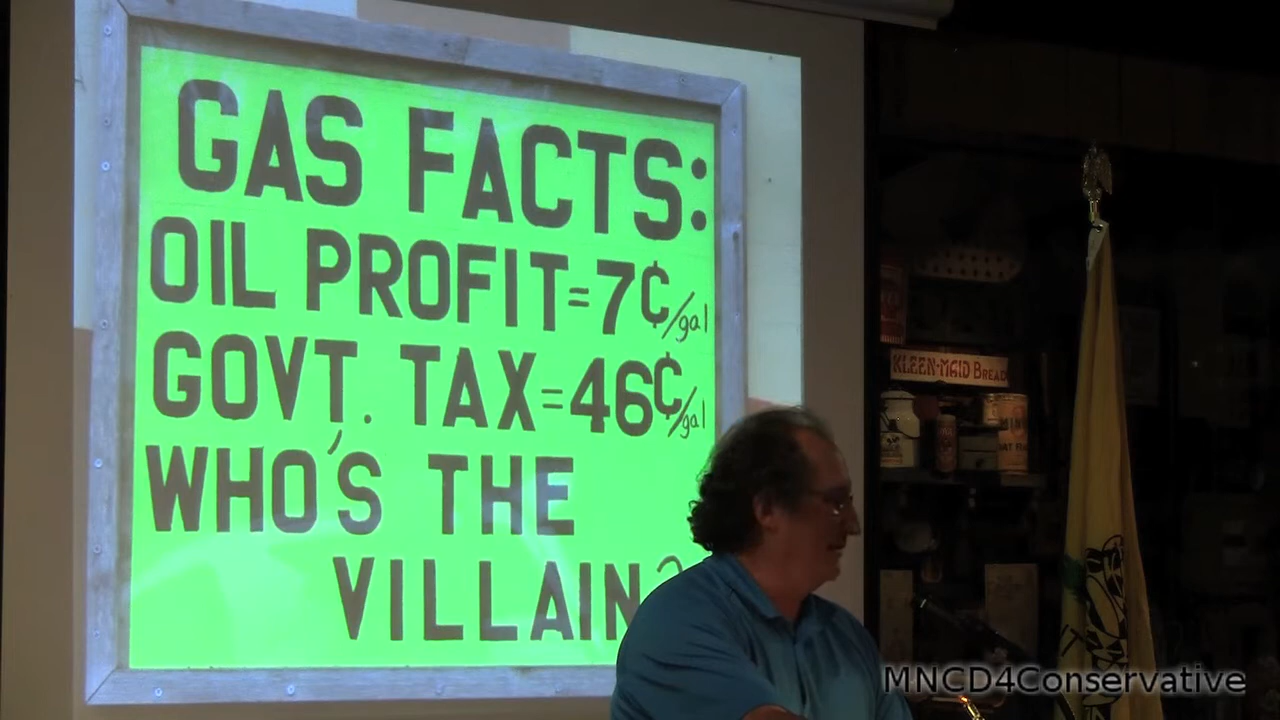 GAS FACTS:
OIL PROFIT=7¢/gal
GOVT. TAX=46¢/gal
WHO'S THE
VILLAIN?
KLEEN-MAID BREAD
MNCD4Conservative